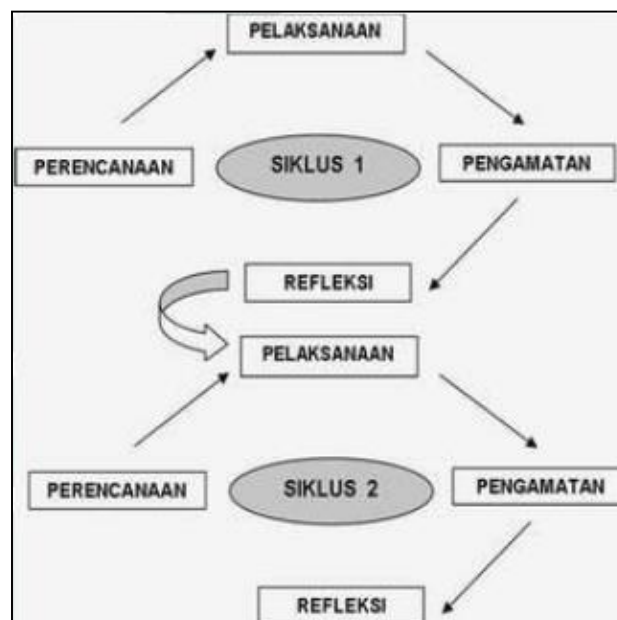 PELAKSANAAN
PERENCANAAN
SIKLUS 1
PENGAMATAN
REFLEKSI
PELAKSANAAN
PERENCANAAN
SIKLUS 2
PENGAMATAN
REFLEKSI